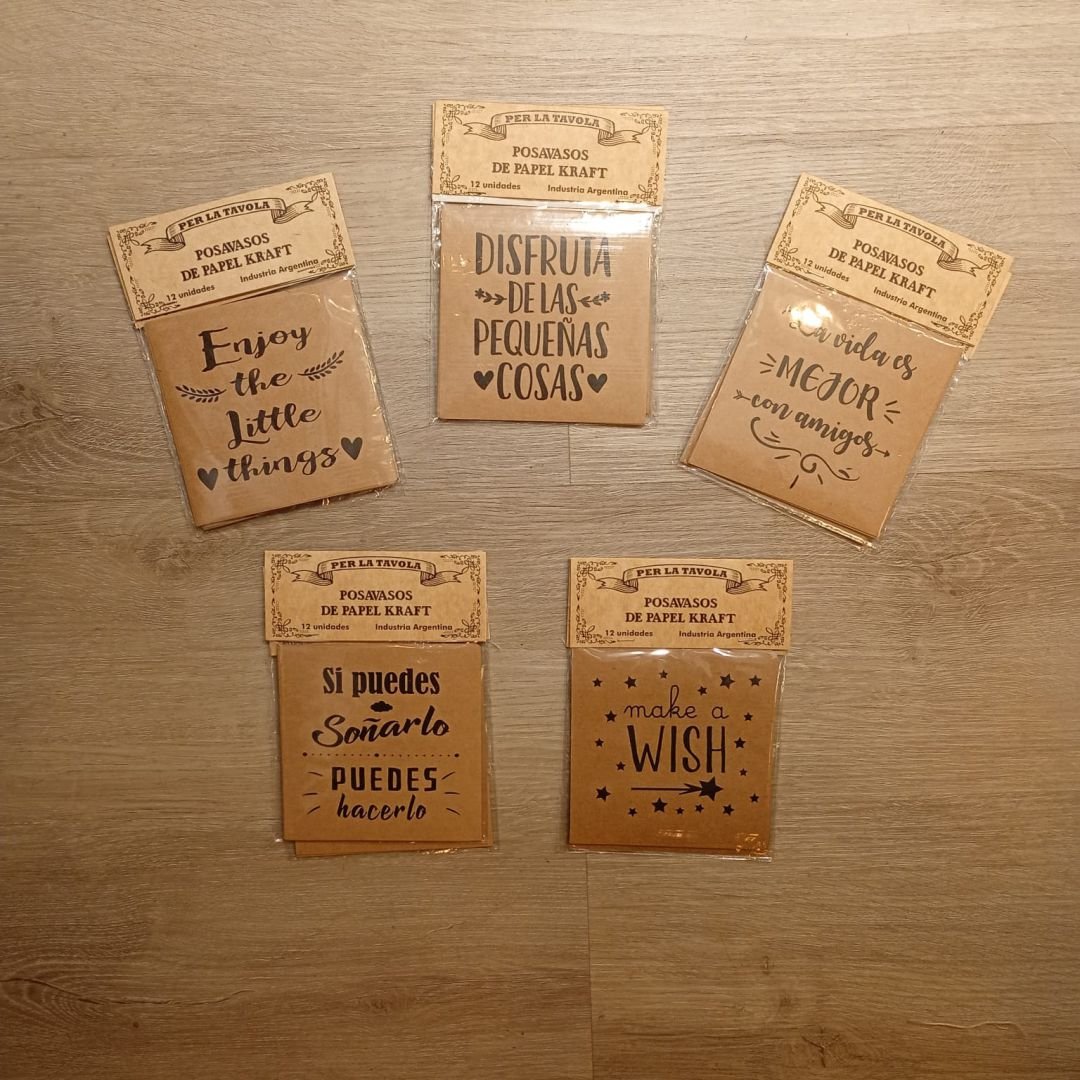 PER LA TAVOLA
POSAVASOS
DE PAPEL KRAFT
12 unidades Industria Argentina
Enjoy
the
Little
things
PER LA TAVOLA
POSAVASOS
DE PAPEL KRAFT
12 unidades Industria Argentina
DISFRUTA
DE LAS
PEQUEÑAS
COSAS
PER LA TAVOLA
POSAVASOS
DE PAPEL KRAFT
12 unidades Industria Argentina
La vida es
MEJOR
con amigos
PER LA TAVOLA
POSAVASOS
DE PAPEL KRAFT
12 unidades Industria Argentina
Si puedes
Soñarlo
PUEDES
hacerlo
PER LA TAVOLA
POSAVASOS
DE PAPEL KRAFT
12 unidades Industria Argentina
make a
WISH